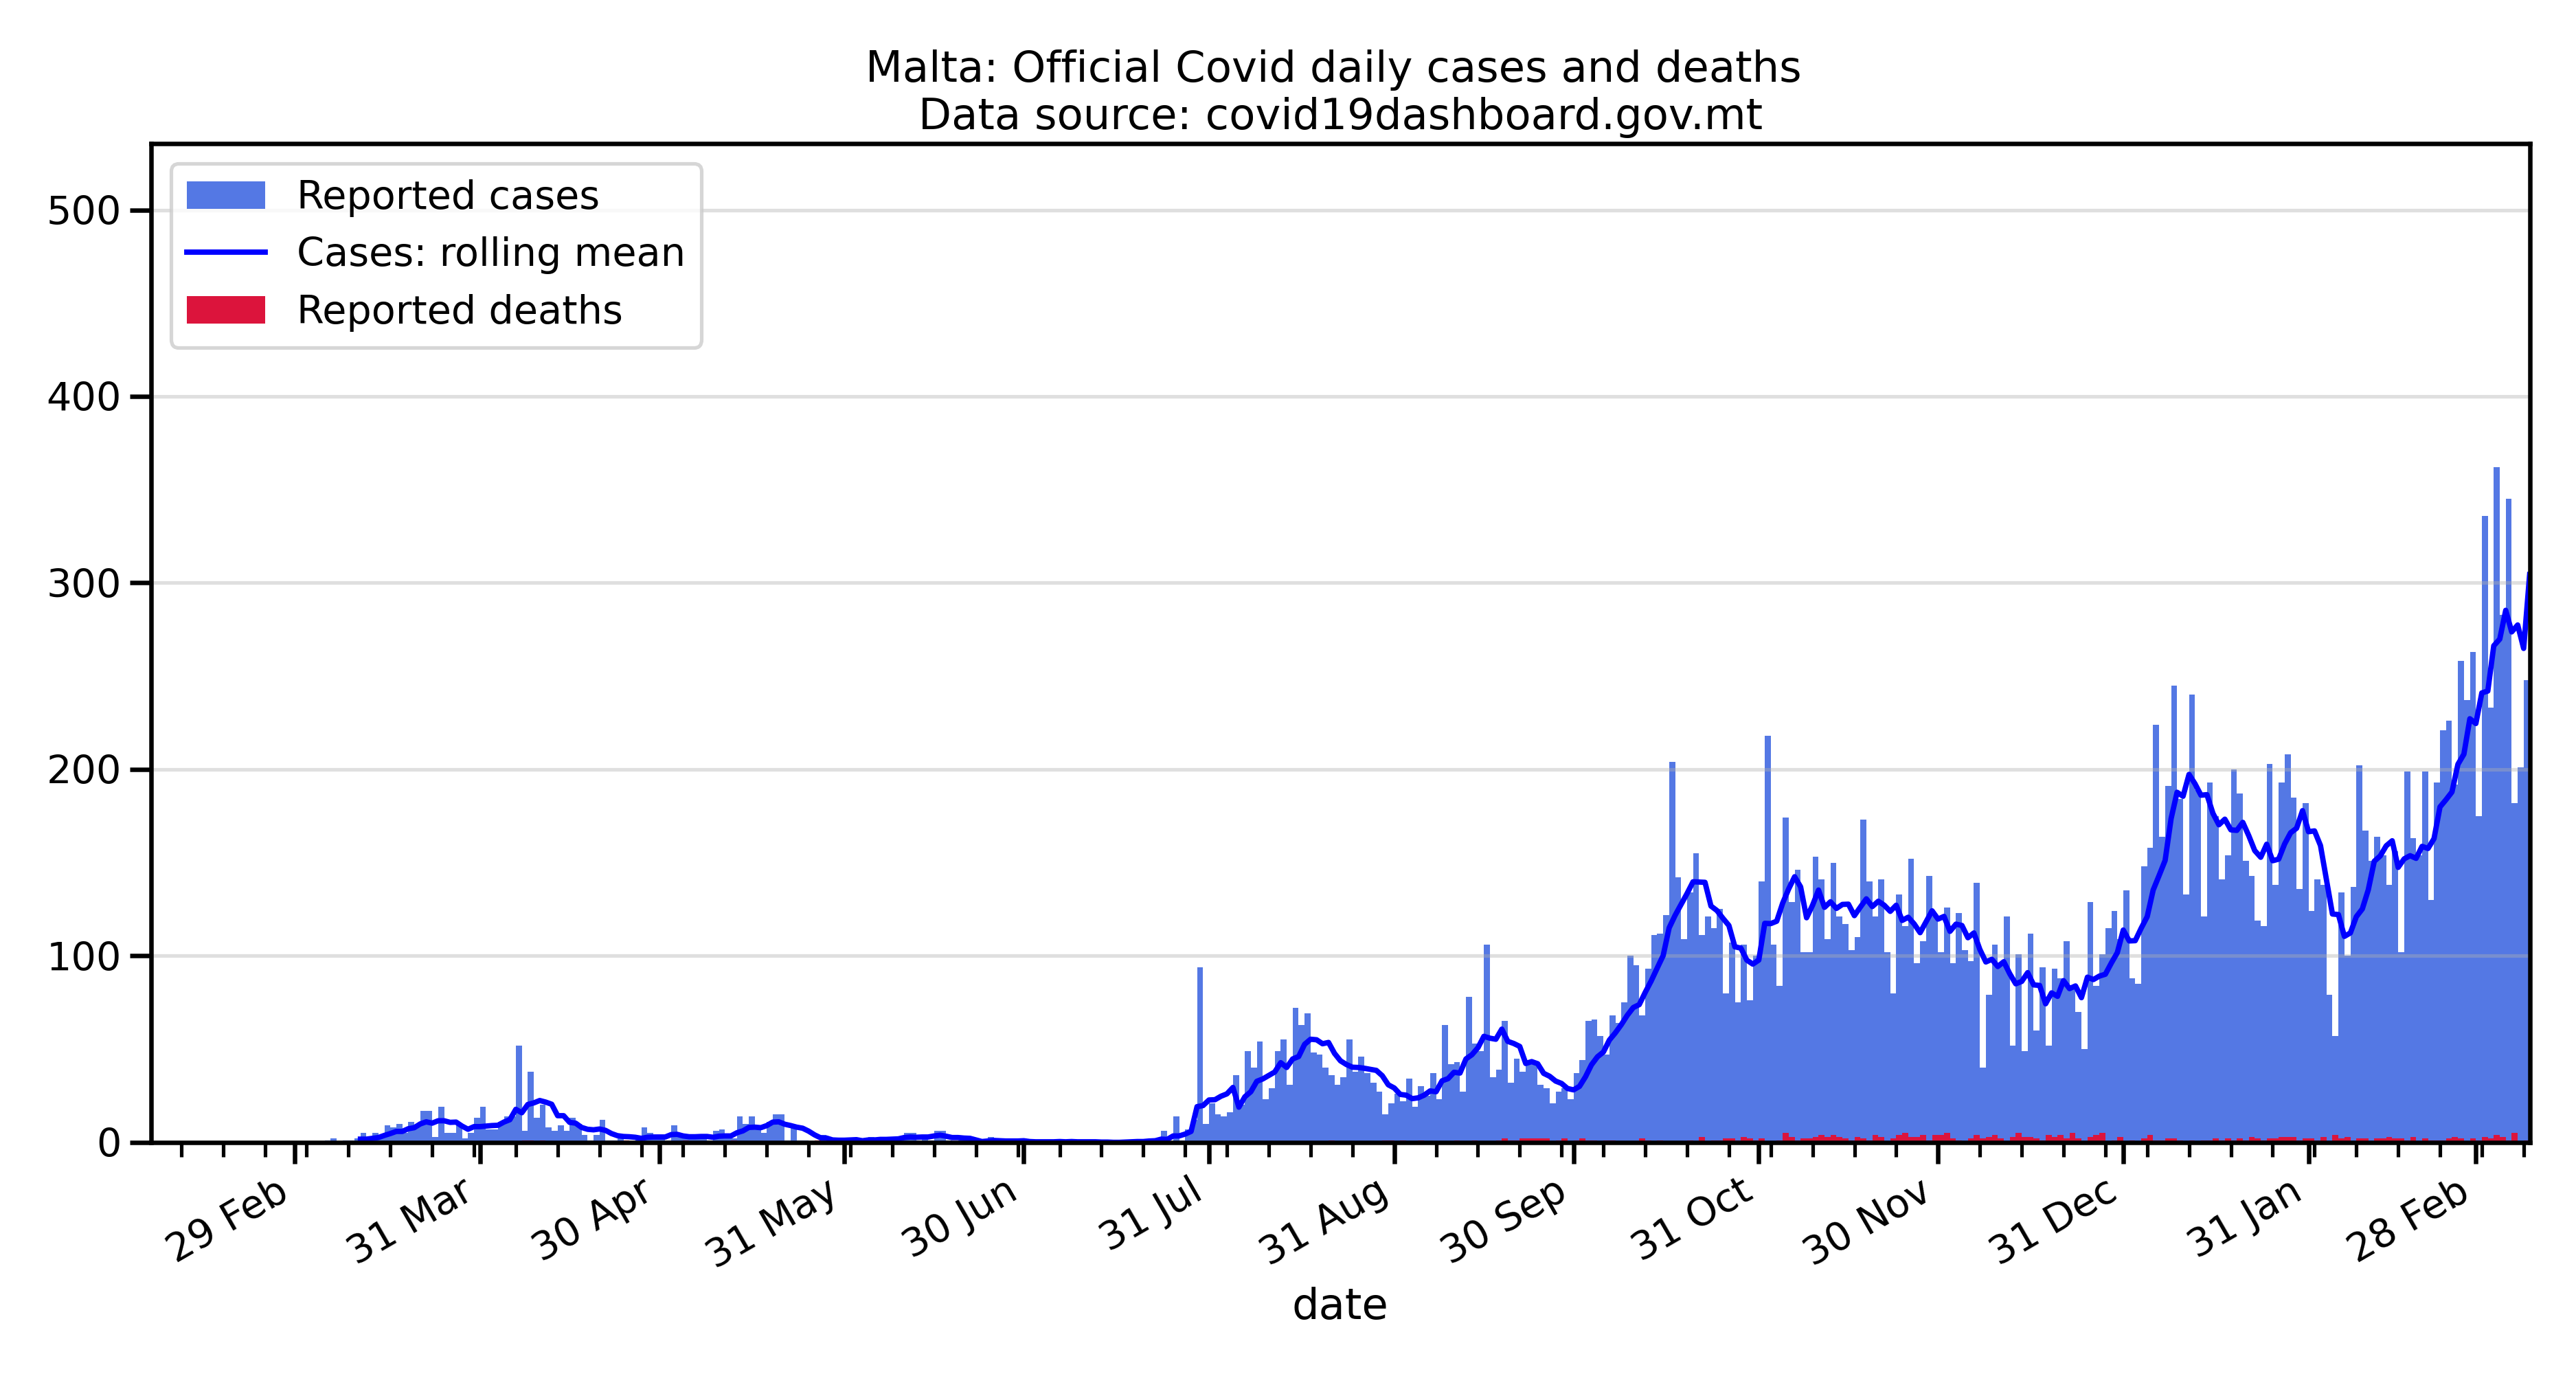 Malta: Official Covid daily cases and deaths
Data source: covid19dashboard.gov.mt
Reported cases
Cases: rolling mean
Reported deaths
500
400
300
200
100
0
29 Feb
31 Mar
30 Apr
31 May
30 Jun
31 Jul
31 Aug
30 Sep
31 Oct
30 Nov
31 Dec
31 Jan
28 Feb
date